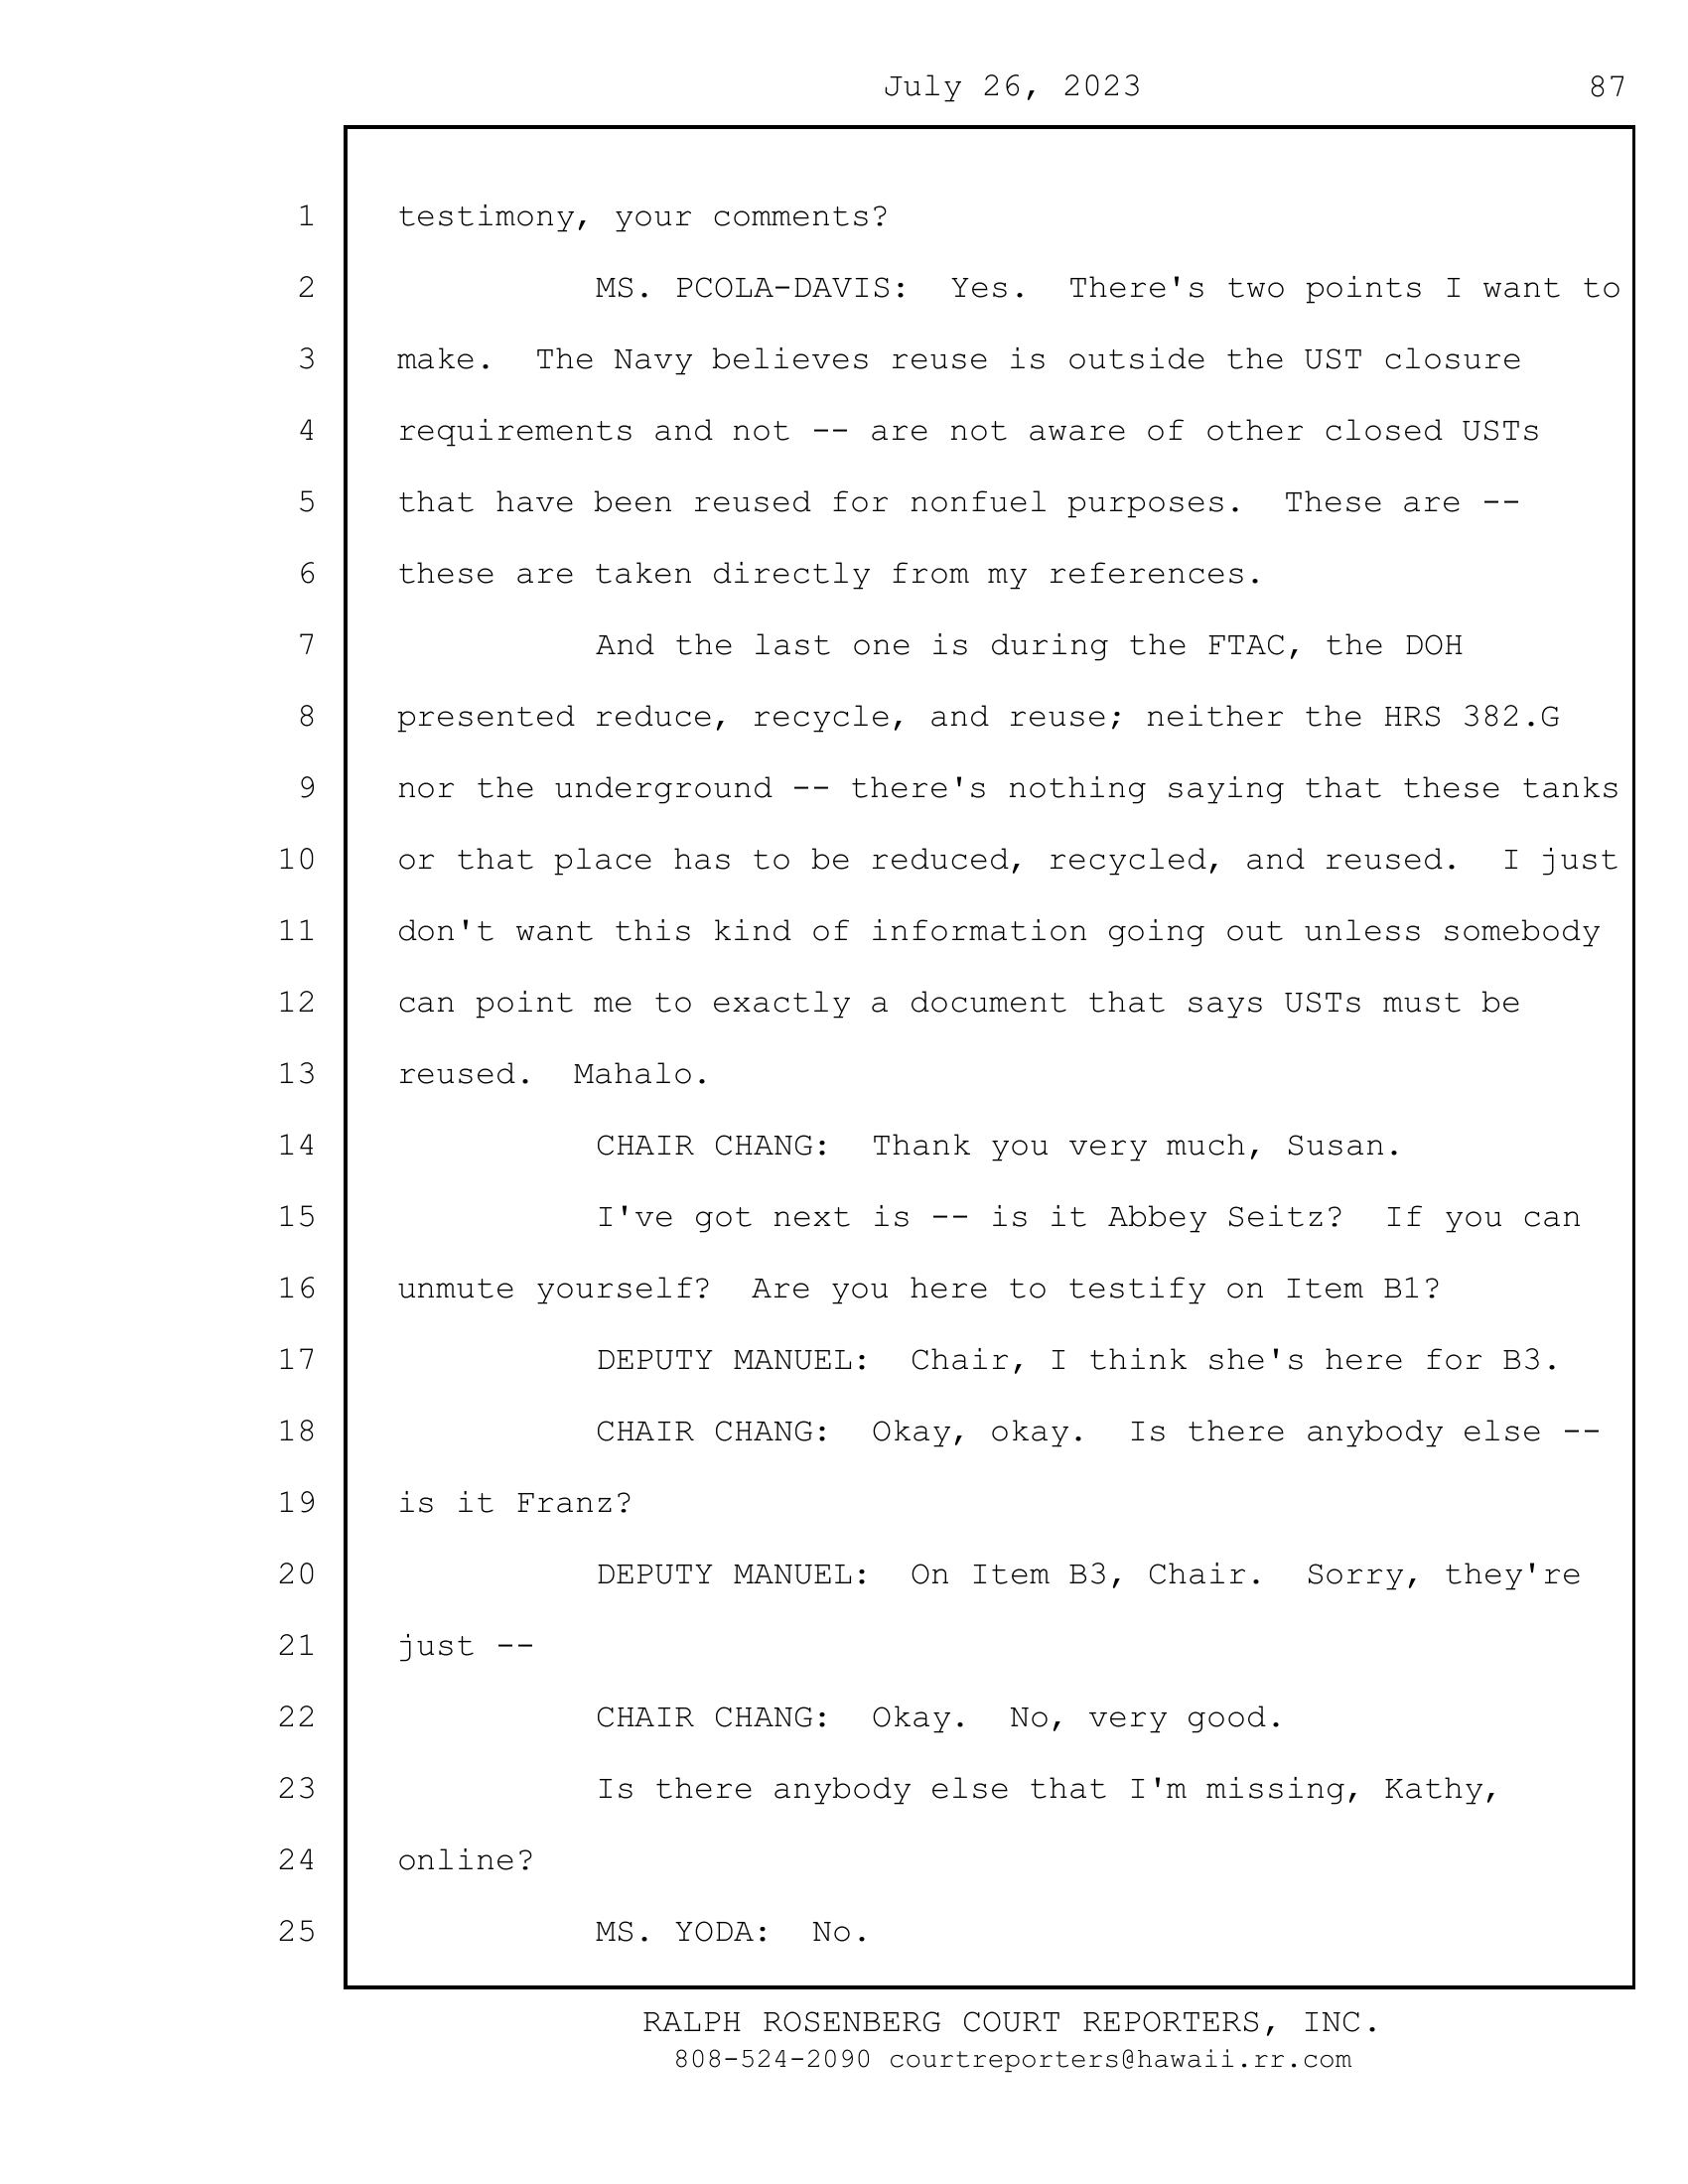 July 26, 2023 87
1 testimony, your comments?
2 MS. PCOLA-DAVIS: Yes. There's two points I want to
3 make. The Navy believes reuse is outside the UST closure
4 requirements and not -- are not aware of other closed USTs
5 that have been reused for nonfuel purposes. These are --
6 these are taken directly from my references.
7 And the last one is during the FTAC, the DOH
8 presented reduce, recycle, and reuse; neither the HRS 382.G
9 nor the underground -- there's nothing saying that these tanks
10 or that place has to be reduced, recycled, and reused. I just
11 don't want this kind of information going out unless somebody
12 can point me to exactly a document that says USTs must be
13 reused. Mahalo.
14 CHAIR CHANG: Thank you very much, Susan.
15 I've got next is -- is it Abbey Seitz? If you can
16 unmute yourself? Are you here to testify on Item B1?
17 DEPUTY MANUEL: Chair, I think she's here for B3.
18 CHAIR CHANG: Okay, okay. Is there anybody else --
19 is it Franz?
20 DEPUTY MANUEL: On Item B3, Chair. Sorry, they're
21 just --
22 CHAIR CHANG: Okay. No, very good.
23 Is there anybody else that I'm missing, Kathy,
24 online?
25 MS. YODA: No.
RALPH ROSENBERG COURT REPORTERS, INC.
808-524-2090 courtreporters@hawaii.rr.com